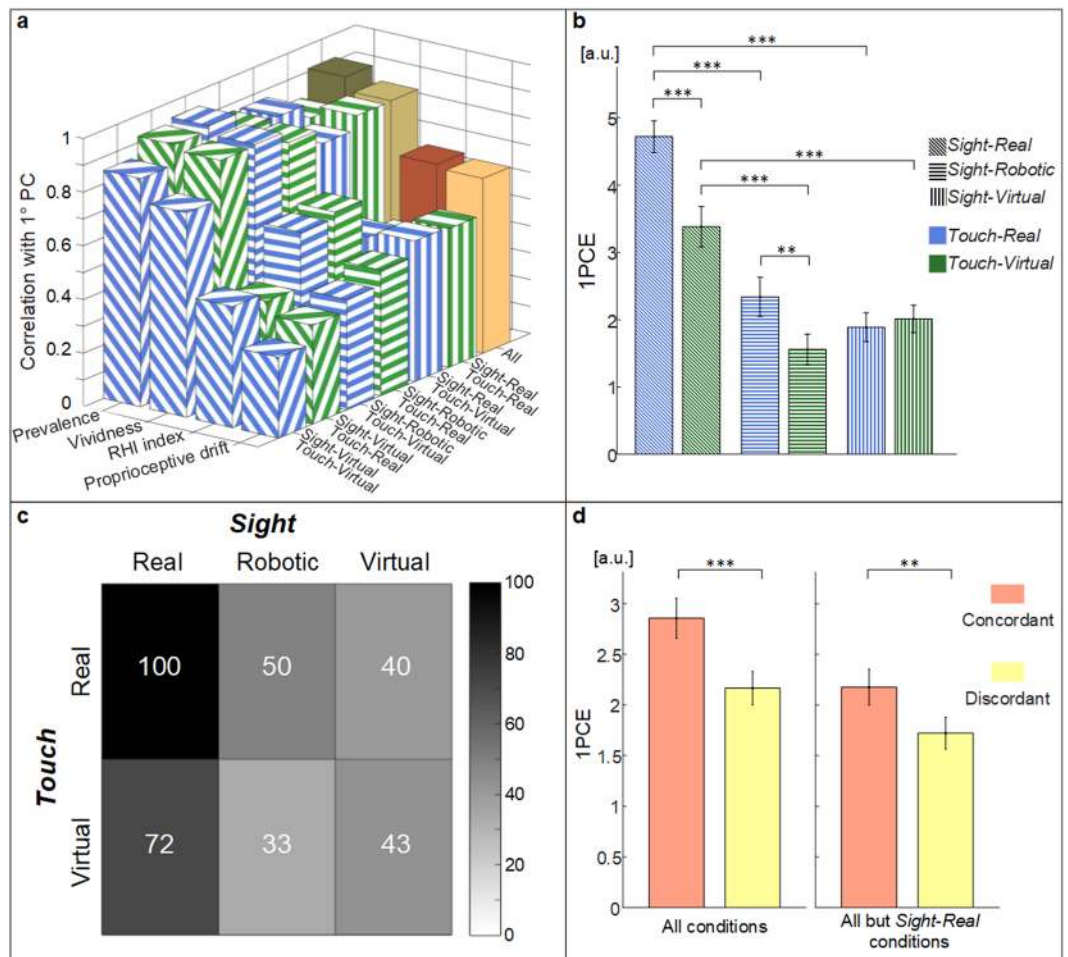 a
Correlation with 1° PC
1
0.8
0.6
0.4
0.2
0
Prevalence
Vividness
RHI index
Proprioceptive drift
All
Sight-Real
Touch-Real
Sight-Real
Touch-Virtual
Sight-Robotic
Touch-Real
Sight-Robotic
Touch-Virtual
Sight-Virtual
Touch-Real
Sight-Virtual
Touch-Virtual
b
[a.u.]
1PCE
5
4
3
2
1
0
***
***
***
***
***
**
Sight-Real
Sight-Robotic
Sight-Virtual
Touch-Real
Touch-Virtual
c
Sight
Real Robotic Virtual
Touch
Real
100 50 40
Virtual
72 33 43
100
80
60
40
20
0
d
[a.u.]
1PCE
3
2.5
2
1.5
1
0.5
0
***
**
Concordant
Discordant
All conditions
All but Sight-Real
conditions